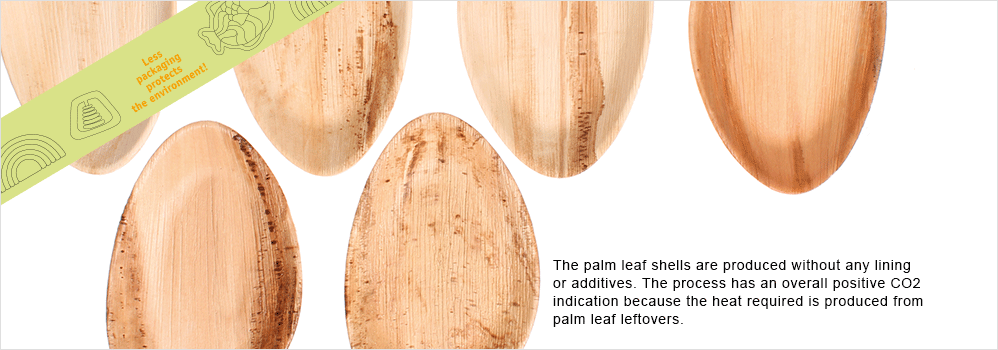 Less
packaging
protects
the environment!
The palm leaf shells are produced without any lining
or additives. The process has an overall positive CO2
indication because the heat required is produced from
palm leaf leftovers.